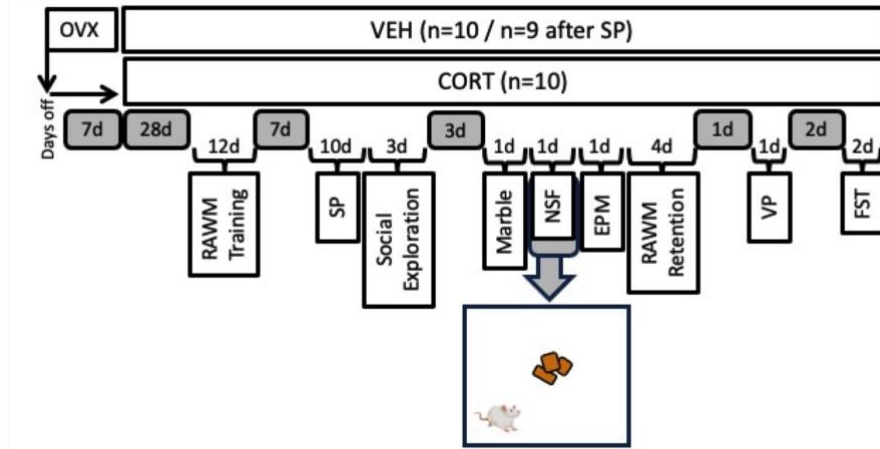 OVX
VEH (n=10 / n=9 after SP)
CORT (n=10)
Days off
7d
28d
12d
7d
10d
3d
3d
1d
1d
1d
4d
1d
1d
2d
2d
RAWM
Training
SP
Social
Exploration
Marble
NSF
EPM
RAWM
Retention
VP
FST